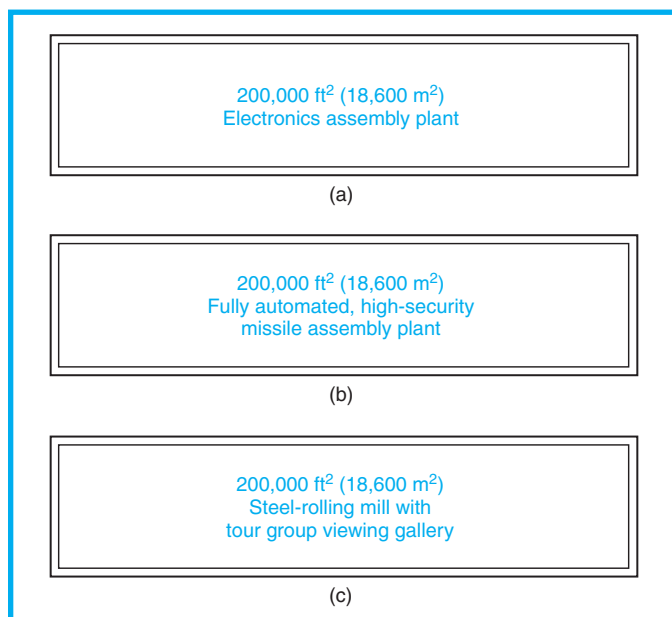 200,000 ft² (18,600 m²)
Electronics assembly plant
(a)
200,000 ft² (18,600 m²)
Fully automated, high-security
missile assembly plant
(b)
200,000 ft² (18,600 m²)
Steel-rolling mill with
tour group viewing gallery
(c)